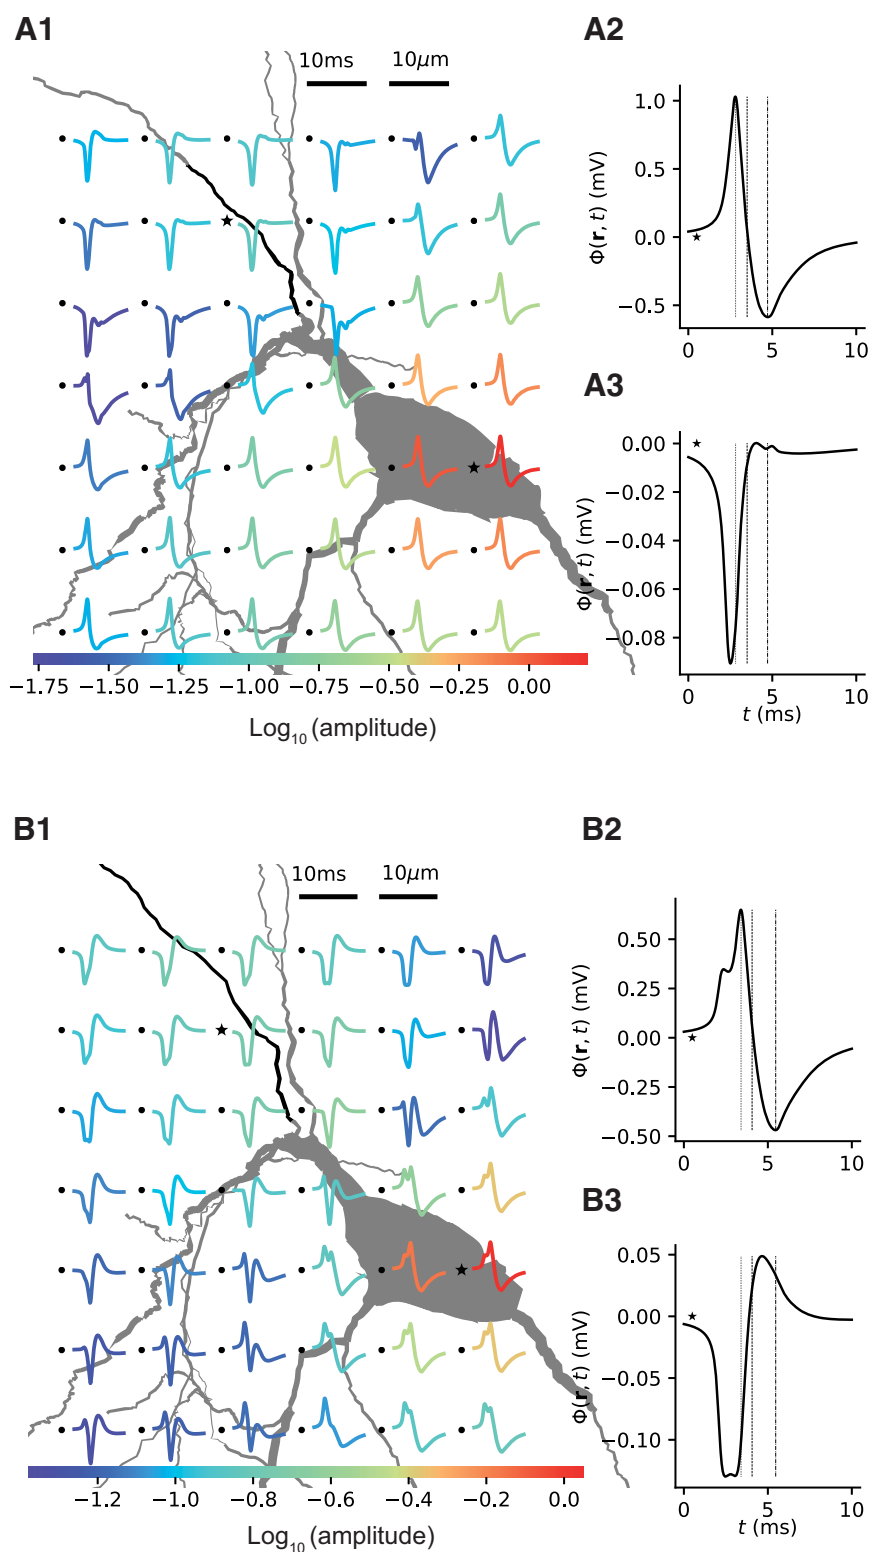 A1
10ms
10μm
−1.75
−1.50
−1.25
−1.00
−0.75
−0.50
−0.25
0.00
Log10 (amplitude)
A2
1.0
0.5
0.0
−0.5
Φ(r, t) (mV)
0
5
10
A3
0.00
−0.02
−0.04
−0.06
−0.08
Φ(r, t) (mV)
0
5
10
t (ms)
B1
10ms
10μm
−1.2
−1.0
−0.8
−0.6
−0.4
−0.2
0.0
Log10 (amplitude)
B2
0.50
0.25
0.00
−0.25
−0.50
Φ(r, t) (mV)
0
5
10
B3
0.05
0.00
−0.05
−0.10
Φ(r, t) (mV)
0
5
10
t (ms)